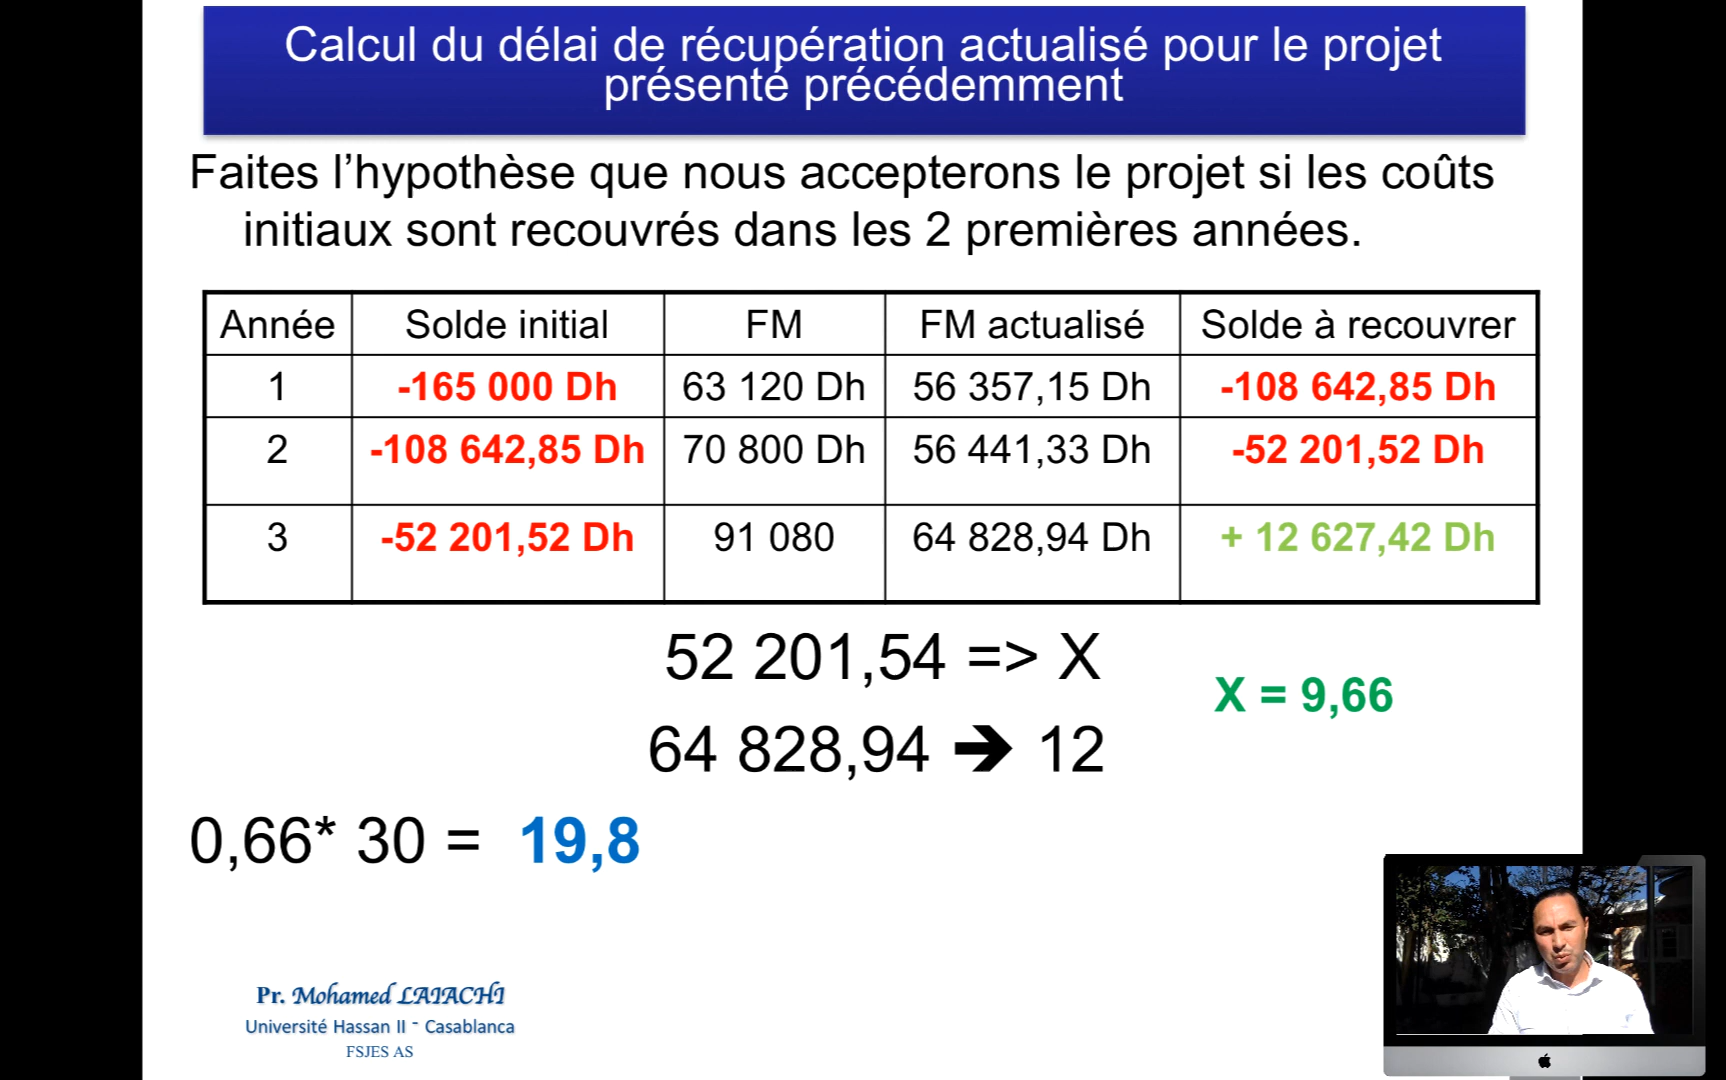 Calcul du délai de récupération actualisé pour le projet
présenté précédemment
Faites l’hypothèse que nous accepterons le projet si les coûts
initiaux sont recouvrés dans les 2 premières années.
Année Solde initial FM FM actualisé Solde à recouvrer
1 -165 000 Dh 63 120 Dh 56 357,15 Dh -108 642,85 Dh
2 -108 642,85 Dh 70 800 Dh 56 441,33 Dh -52 201,52 Dh
3 -52 201,52 Dh 91 080 64 828,94 Dh + 12 627,42 Dh
52 201,54 => X
X = 9,66
64 828,94 ➔ 12
0,66* 30 = 19,8
Pr. Mohamed LAIACHI
Université Hassan II - Casablanca
FSJES AS